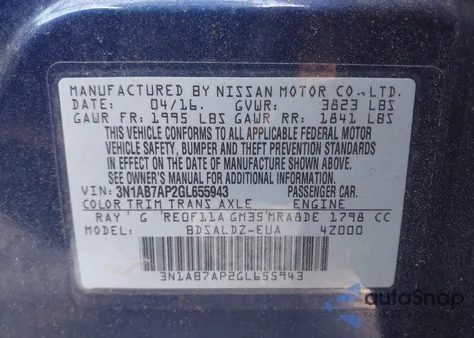 MANUFACTURED BY NISSAN MOTOR CO.,LTD.
DATE: 04/16. GVWR: 3823 LBS
GAWR FR: 1995 LBS GAWR RR: 1841 LBS
THIS VEHICLE CONFORMS TO ALL APPLICABLE FEDERAL MOTOR
VEHICLE SAFETY, BUMPER AND THEFT PREVENTION STANDARDS
IN EFFECT ON THE DATE OF MANUFACTURE SHOWN ABOVE.
SEE OWNER'S MANUAL FOR ADDITIONAL INFORMATION.
VIN: 3N1AB7AP2GL655943 PASSENGER CAR.
COLOR TRIM TRANS AXLE ENGINE
RAY G RE0F11A GM35 MRA8DE 1798 CC
MODEL: BDSALDZ-EUA 4Z000
3N1AB7AP2GL655943
autoSnap